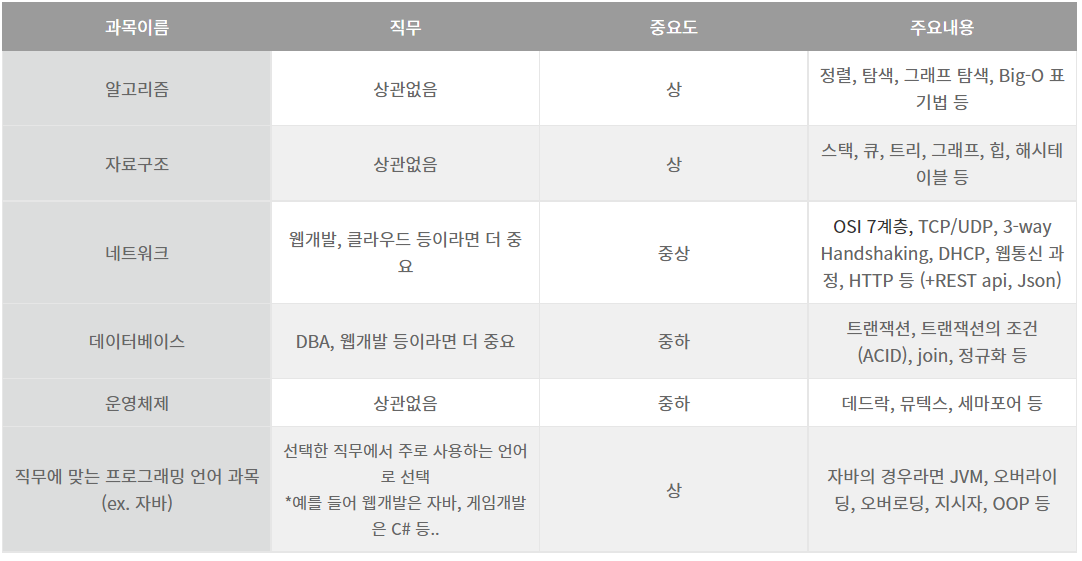 과목이름
직무
중요도
주요내용
알고리즘
상관없음
상
정렬, 탐색, 그래프 탐색, Big-O 표
기법 등
자료구조
상관없음
상
스택, 큐, 트리, 그래프, 힙, 해시테
이블 등
네트워크
웹개발, 클라우드 등이라면 더 중
요
중상
OSI 7계층, TCP/UDP, 3-way
Handshaking, DHCP, 웹통신 과
정, HTTP 등 (+REST api, Json)
데이터베이스
DBA, 웹개발 등이라면 더 중요
중하
트랜잭션, 트랜잭션의 조건
(ACID), join, 정규화 등
운영체제
상관없음
중하
데드락, 뮤텍스, 세마포어 등
직무에 맞는 프로그래밍 언어 과목
(ex. 자바)
선택한 직무에서 주로 사용하는 언어
로 선택
*예를 들어 웹개발은 자바, 게임개발
은 C# 등..
상
자바의 경우라면 JVM, 오버라이
딩, 오버로딩, 지시자, OOP 등